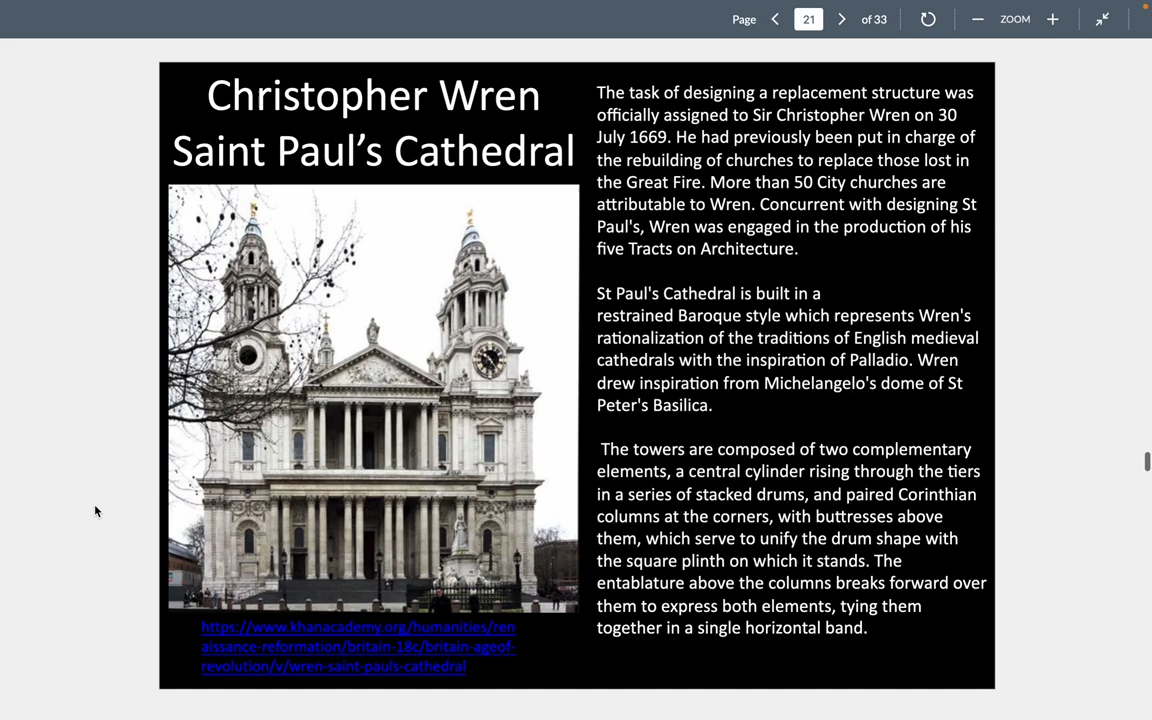 Page
21
of 33
ZOOM
Christopher Wren
Saint Paul’s Cathedral
The task of designing a replacement structure was
officially assigned to Sir Christopher Wren on 30
July 1669. He had previously been put in charge of
the rebuilding of churches to replace those lost in
the Great Fire. More than 50 City churches are
attributable to Wren. Concurrent with designing St
Paul's, Wren was engaged in the production of his
five Tracts on Architecture.
St Paul's Cathedral is built in a
restrained Baroque style which represents Wren's
rationalization of the traditions of English medieval
cathedrals with the inspiration of Palladio. Wren
drew inspiration from Michelangelo's dome of St
Peter's Basilica.
The towers are composed of two complementary
elements, a central cylinder rising through the tiers
in a series of stacked drums, and paired Corinthian
columns at the corners, with buttresses above
them, which serve to unify the drum shape with
the square plinth on which it stands. The
entablature above the columns breaks forward over
them to express both elements, tying them
together in a single horizontal band.
https://www.khanacademy.org/humanities/ren
aissance-reformation/britain-18c/britain-ageof-
revolution/v/wren-saint-pauls-cathedral